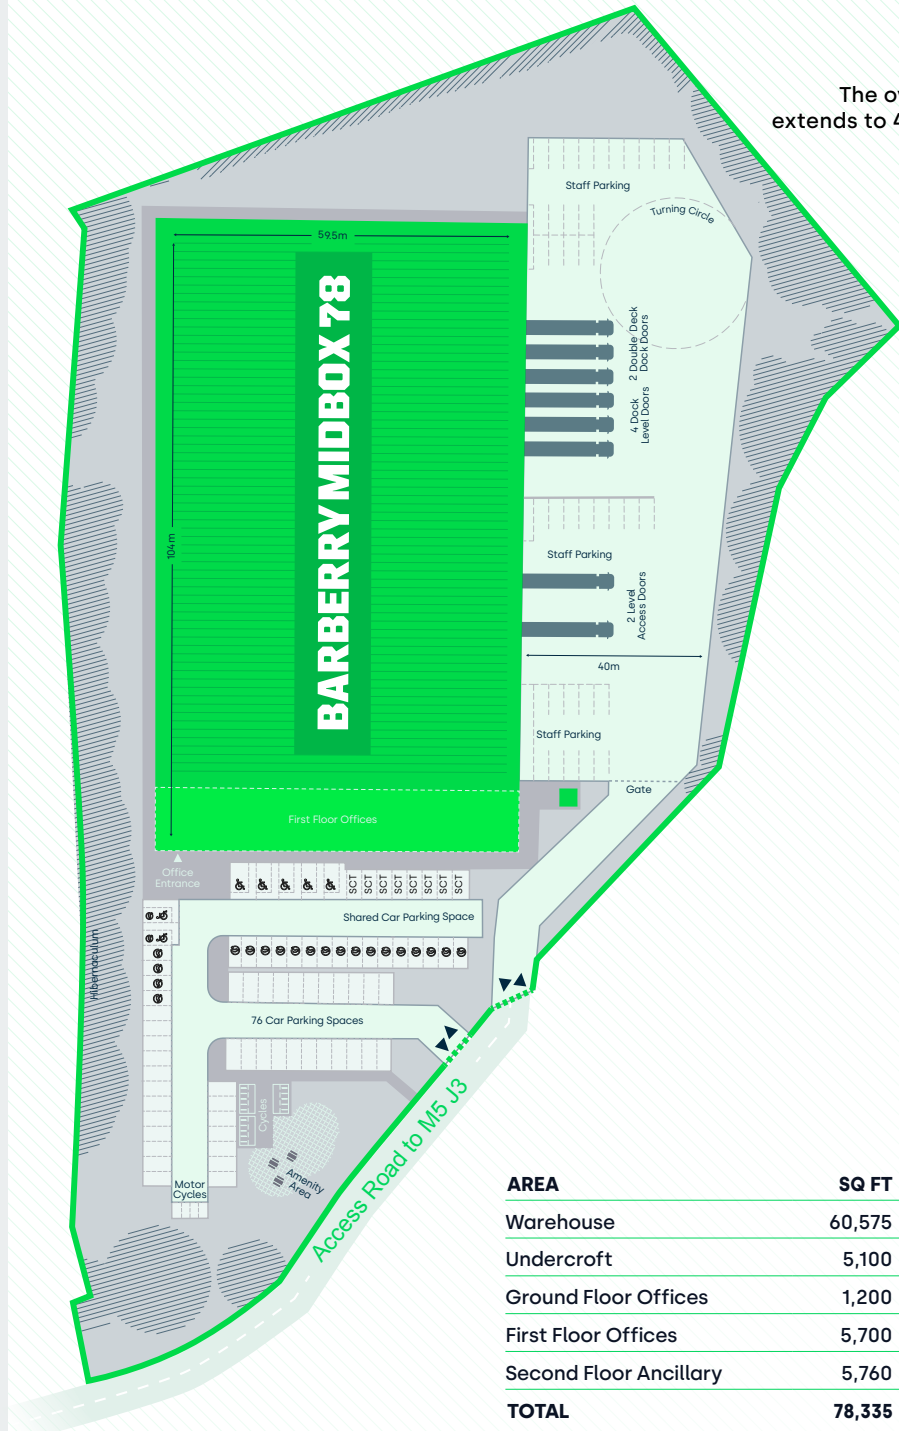 The
extends to
Staff Parking
Turning Circle
59.5m
BARBERRY MIDBOX 78
104m
2 Double Deck
Dock Doors
4 Dock
Level Doors
Staff Parking
2 Level
Access Doors
40m
Staff Parking
Gate
First Floor Offices
Office
Entrance
SCT SCT SCT SCT SCT SCT SCT SCT
Shared Car Parking Space
Hibernaculum
76 Car Parking Spaces
Cycles
Amenity
Area
Motor
Cycles
Access Road to M5 J3
AREA SQ FT
Warehouse 60,575
Undercroft 5,100
Ground Floor Offices 1,200
First Floor Offices 5,700
Second Floor Ancillary 5,760
TOTAL 78,335